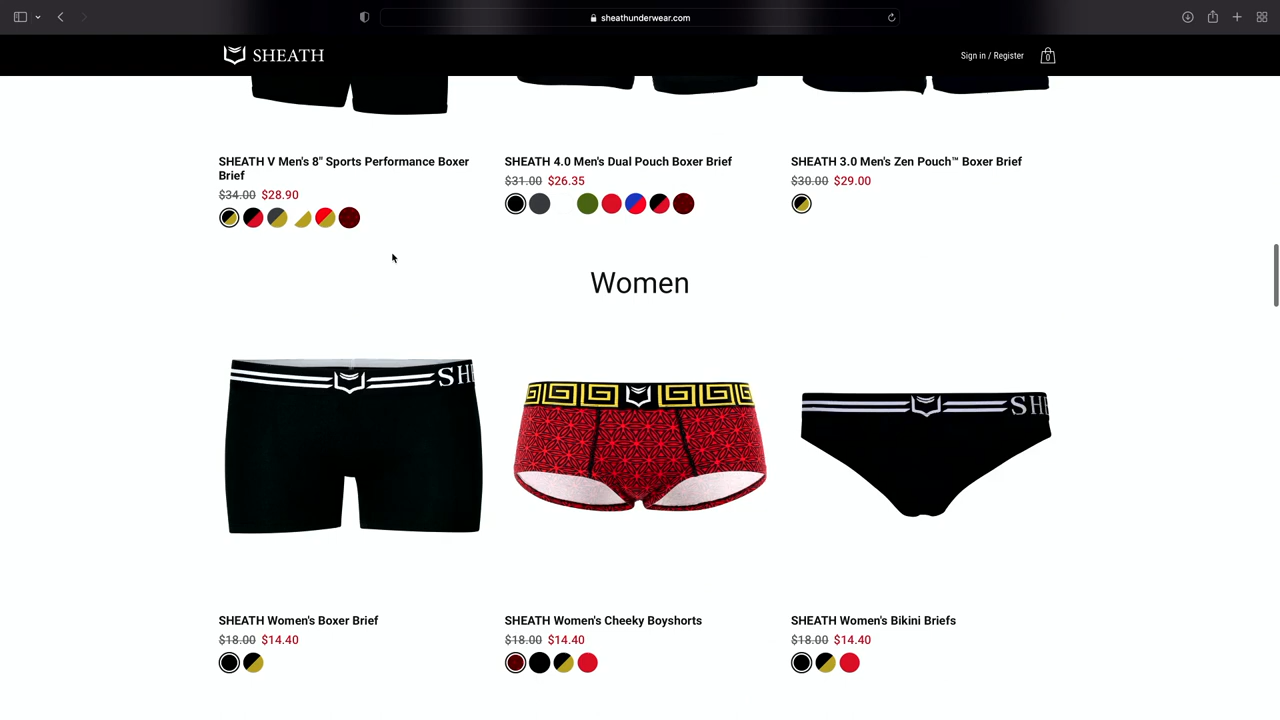 sheathunderwear.com
SHEATH
Sign in / Register
0
SHEATH V Men's 8" Sports Performance Boxer
Brief
$34.00 $28.90
SHEATH 4.0 Men's Dual Pouch Boxer Brief
$31.00 $26.35
SHEATH 3.0 Men's Zen Pouch™ Boxer Brief
$30.00 $29.00
Women
SHE
SHE
SHEATH Women's Boxer Brief
$18.00 $14.40
SHEATH Women's Cheeky Boyshorts
$18.00 $14.40
SHEATH Women's Bikini Briefs
$18.00 $14.40